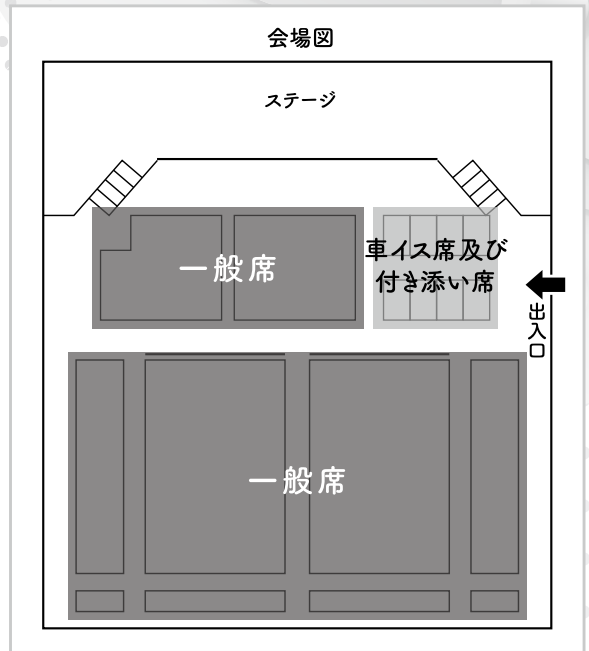 会場図
ステージ
一般席
車イス席及び
付き添い席
出入口
一般席